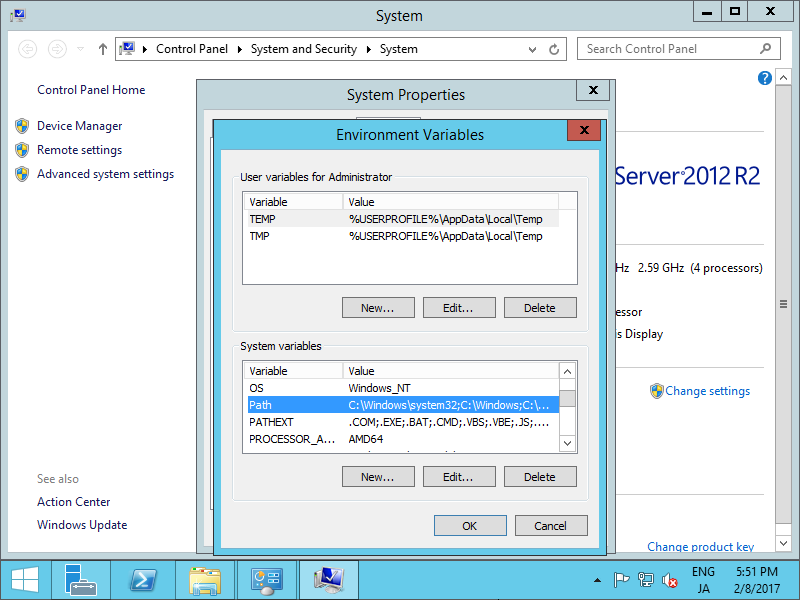 System
Control Panel System and Security System
Search Control Panel
Control Panel Home
Device Manager
Remote settings
Advanced system settings
See also
Action Center
Windows Update
System Properties
Environment Variables
User variables for Administrator
Variable Value
TEMP %USERPROFILE%\AppData\Local\Temp
TMP %USERPROFILE%\AppData\Local\Temp
New... Edit... Delete
System variables
Variable Value
OS Windows_NT
Path C:\Windows\system32;C:\Windows;C:\...
PATHEXT .COM;.EXE;.BAT;.CMD;.VBS;.VBE;.JS;....
PROCESSOR_A... AMD64
New... Edit... Delete
OK Cancel
Server 2012 R2
Hz 2.59 GHz (4 processors)
essor
is Display
Change settings
Change product key
ENG 5:51 PM
JA 2/8/2017